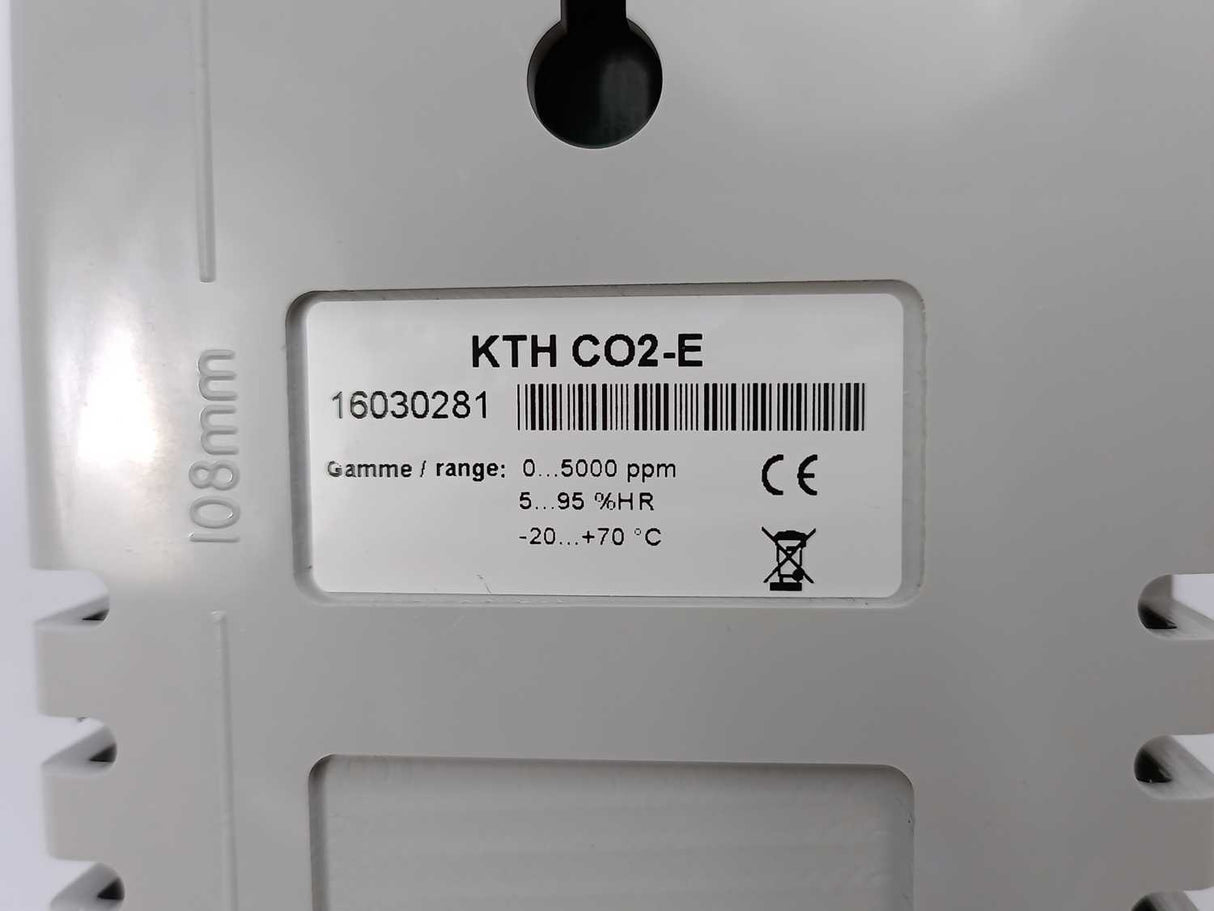 KTH CO2-E
16030281
Gamme / range: 0...5000 ppm
5...95 %HR
-20...+70 °C
CE
108mm